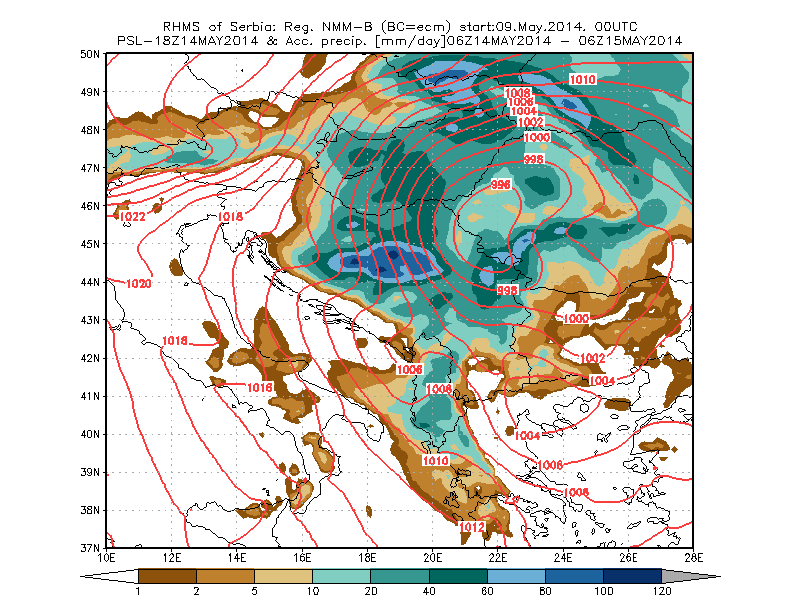 RHMS of Serbia: Reg. NMM-B (BC=ecm) start:09.May.2014. 00UTC
PSL-18Z14MAY2014 & Acc. precip. [mm/day]06Z14MAY2014 - 06Z15MAY2014
50N
49N
48N
47N
46N
45N
44N
43N
42N
41N
40N
39N
38N
37N
1010
1008
1006
1004
1002
1000
998
996
1022
1018
1020
998
1000
1018
1002
1006
1004
1016
1008
1004
1010
1006
1008
1012
10E 12E 14E 16E 18E 20E 22E 24E 26E 28E
1 2 5 10 20 40 60 80 100 120